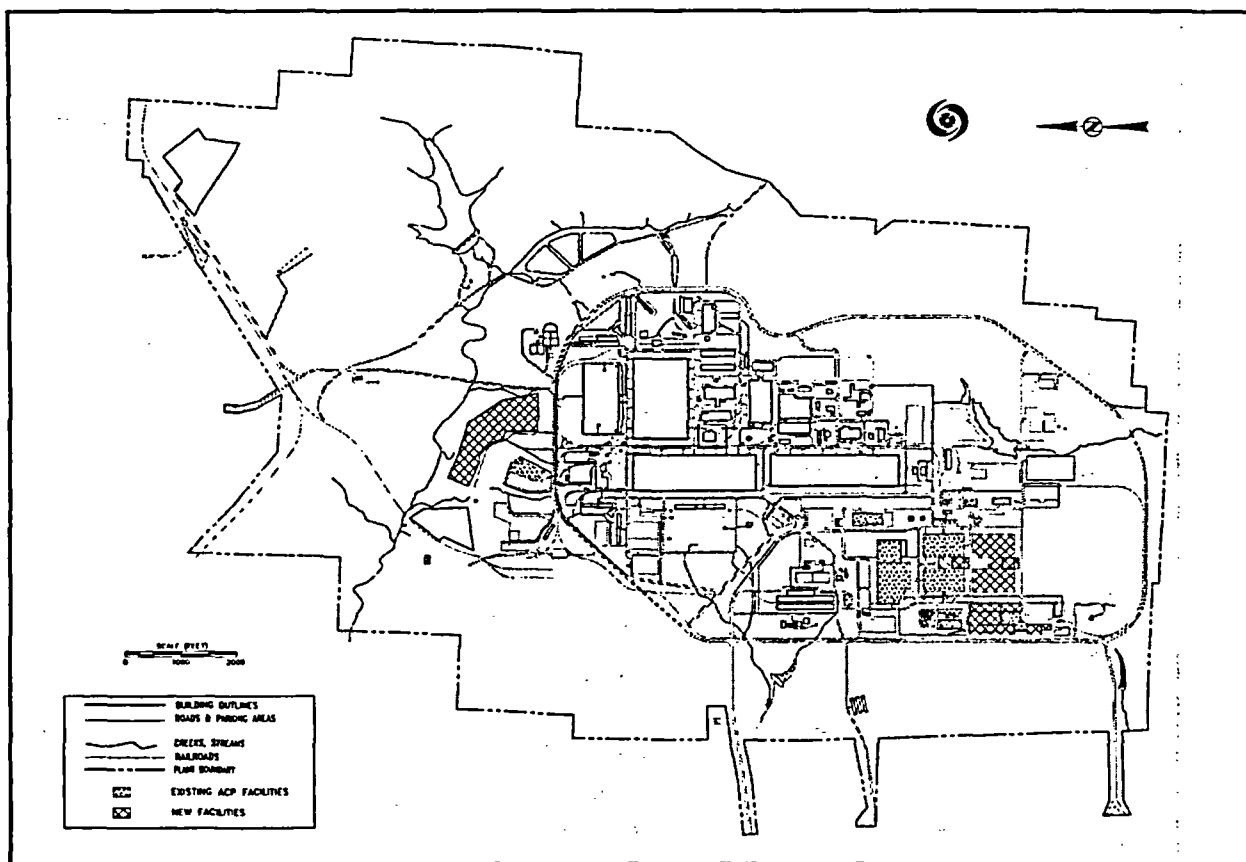 N
SCALE (FEET)
0 1000 2000
BUILDING OUTLINES
ROADS & PARKING AREAS
CREEKS, STREAMS
RAILROADS
PLANT BOUNDARY
EXISTING ACP FACILITIES
NEW FACILITIES